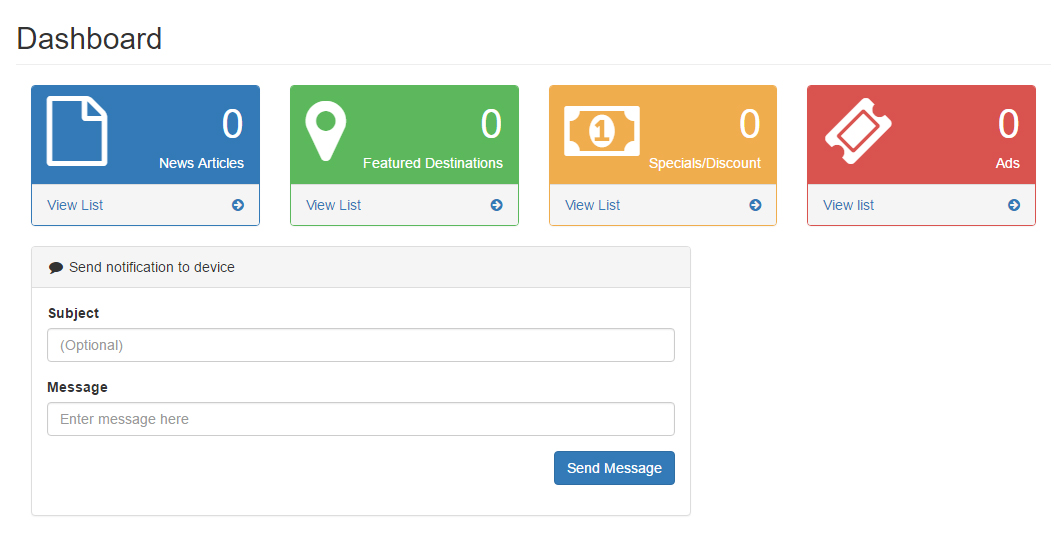 Dashboard
0
News Articles
View List
0
Featured Destinations
View List
1
0
Specials/Discount
View List
0
Ads
View list
Send notification to device
Subject
(Optional)
Message
Enter message here
Send Message